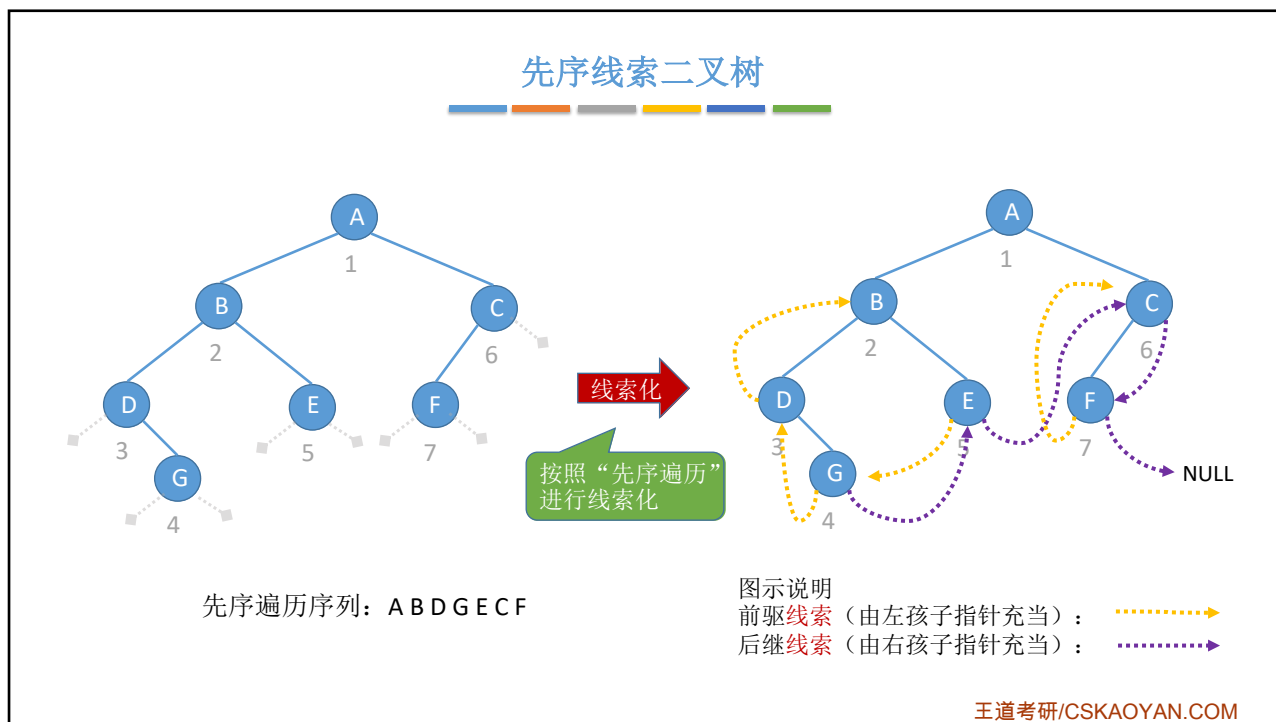 先序线索二叉树
A
1
B
2
C
6
D
3
E
5
F
7
G
4
先序遍历序列：A B D G E C F
线索化
按照“先序遍历”
进行线索化
A
1
B
2
C
6
D
3
E
5
F
7
G
4
NULL
图示说明
前驱线索（由左孩子指针充当）：
后继线索（由右孩子指针充当）：
王道考研/CSKAOYAN.COM